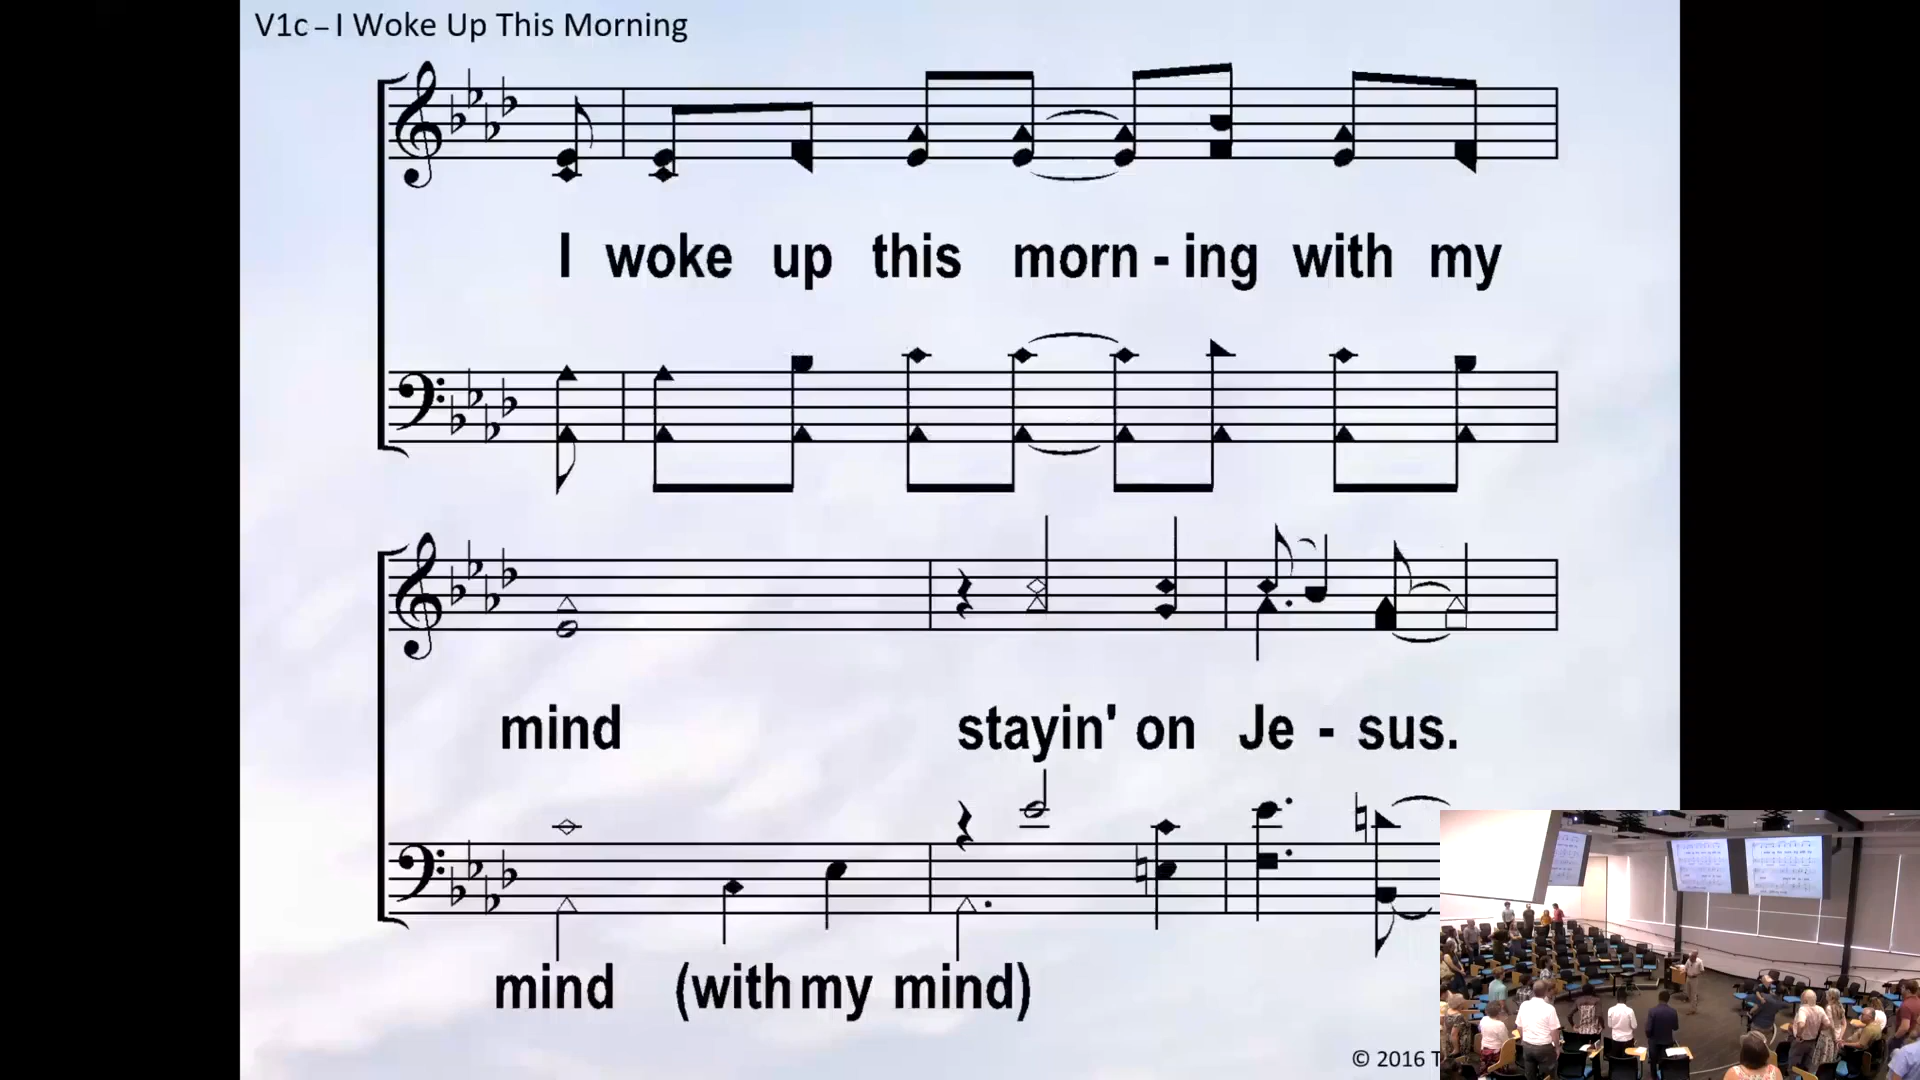 V1c – I Woke Up This Morning
I woke up this morn - ing with my
mind stayin' on Je - sus.
mind (with my mind)
© 2016 T